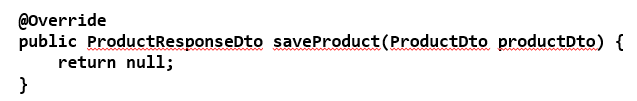 @Override
public ProductResponseDto saveProduct(ProductDto productDto) {
    return null;
}